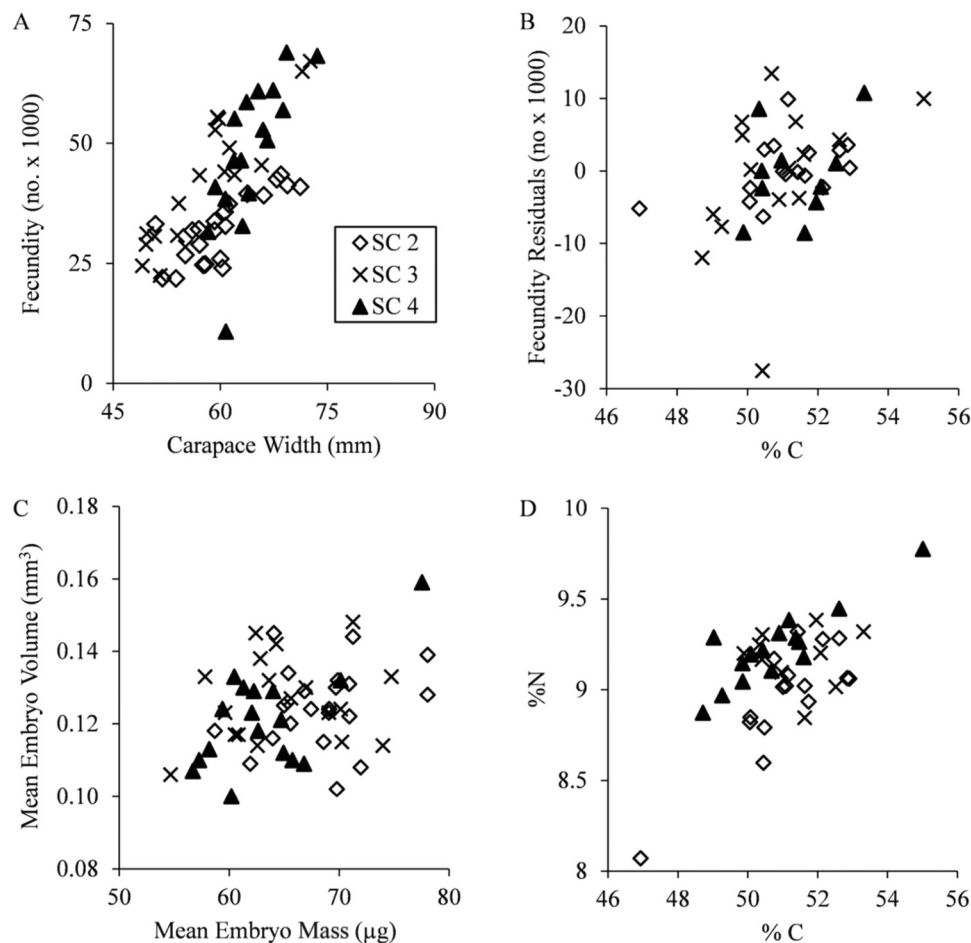 A
Fecundity (no. x 1000)
75
50
25
0
45
60
75
90
Carapace Width (mm)
SC 2
SC 3
SC 4
B
Fecundity Residuals (no x 1000)
20
10
0
-10
-20
-30
46
48
50
52
54
56
% C
C
Mean Embryo Volume (mm³)
0.18
0.16
0.14
0.12
0.10
0.08
50
60
70
80
Mean Embryo Mass (µg)
D
%N
10
9.5
9
8.5
8
46
48
50
52
54
56
% C